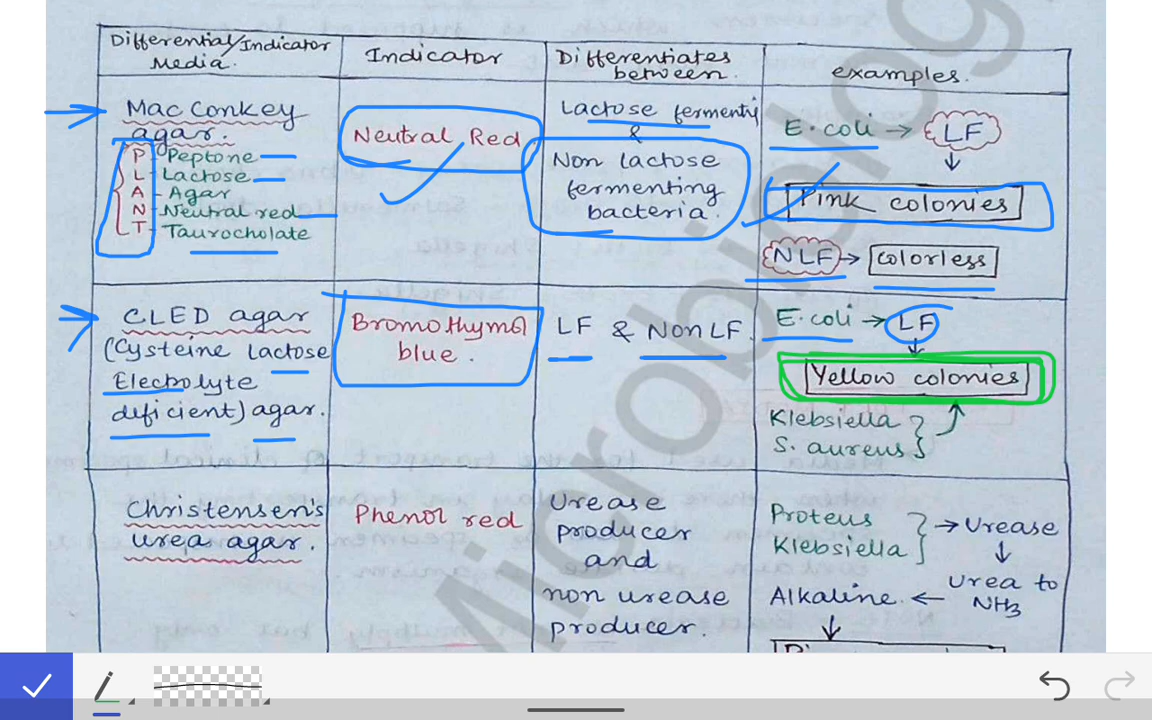 Differential/Indicator Media.
Indicator
Differentiates between.
examples.
MacConkey agar.
P - Peptone
L - Lactose
A - Agar
N - Neutral red
T - Taurocholate
Neutral Red
Lactose fermenti
&
Non lactose
fermenting
bacteria.
E.coli → LF
↓
Pink colonies
NLF → colorless
CLED agar
(Cysteine lactose
Electrolyte
deficient) agar.
Bromothymol
blue.
LF & Non LF.
E.coli → LF
↓
Yellow colonies
Klebsiella
S. aureus
Christensen's
urea agar.
Phenol red
Urease
producer
and
non urease
producer.
Proteus
Klebsiella
→ Urease
↓
Urea to
NH3
Alkaline ←
↓
Microbiolog